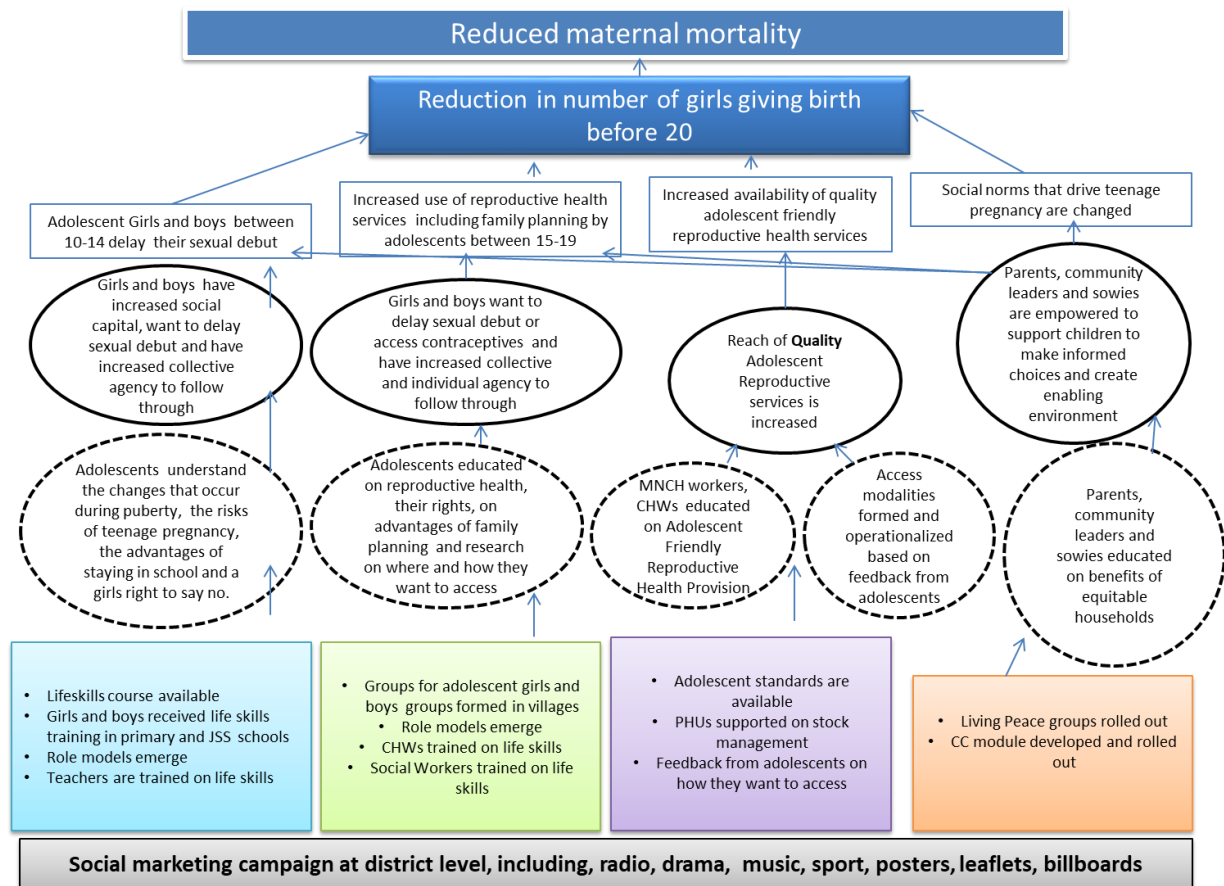 Reduced maternal mortality
Reduction in number of girls giving birth
before 20
Adolescent Girls and boys between
10-14 delay their sexual debut
Increased use of reproductive health
services including family planning by
adolescents between 15-19
Increased availability of quality
adolescent friendly
reproductive health services
Social norms that drive teenage
pregnancy are changed
Girls and boys have
increased social
capital, want to delay
sexual debut and have
increased collective
agency to follow
through
Girls and boys want to
delay sexual debut or
access contraceptives and
have increased collective
and individual agency to
follow through
Reach of Quality
Adolescent
Reproductive
services is
increased
Parents, community
leaders and sowies
are empowered to
support children to
make informed
choices and create
enabling
environment
Adolescents understand
the changes that occur
during puberty, the risks
of teenage pregnancy,
the advantages of
staying in school and a
girls right to say no.
Adolescents educated
on reproductive health,
their rights, on
advantages of family
planning and research
on where and how they
want to access
MNCH workers,
CHWs educated on
Adolescent
Friendly
Reproductive
Health Provision
Access
modalities
formed and
operationalized
based on
feedback from
adolescents
Parents,
community
leaders and
sowies educated
on benefits of
equitable
households
• Lifeskills course available
• Girls and boys received life skills
training in primary and JSS schools
• Role models emerge
• Teachers are trained on life skills
• Groups for adolescent girls and
boys groups formed in villages
• Role models emerge
• CHWs trained on life skills
• Social Workers trained on life
skills
• Adolescent standards are
available
• PHUs supported on stock
management
• Feedback from adolescents on
how they want to access
• Living Peace groups rolled out
• CC module developed and rolled
out
Social marketing campaign at district level, including, radio, drama, music, sport, posters, leaflets, billboards